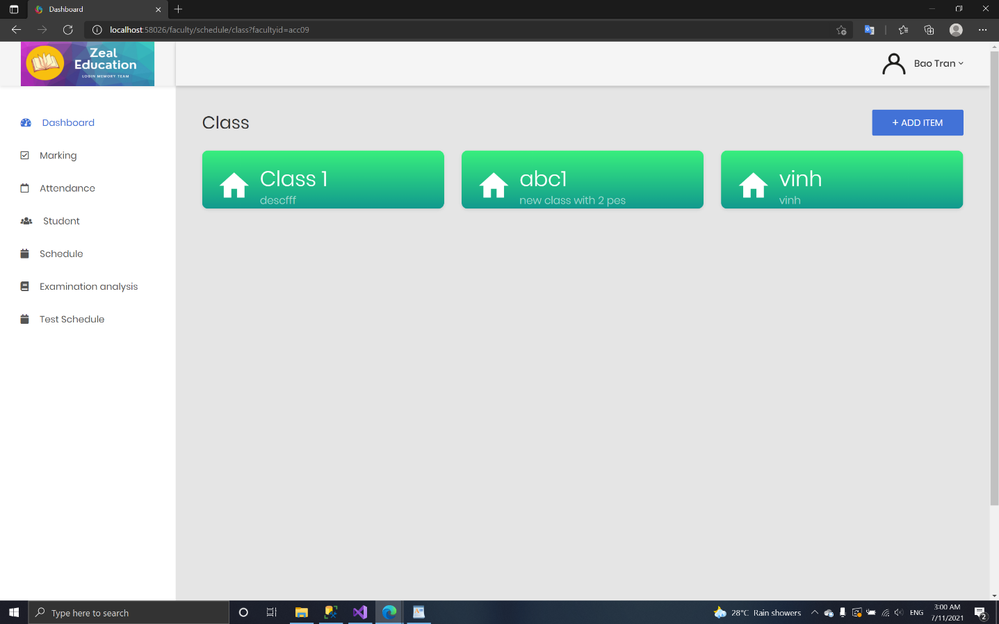 Dashboard
localhost:58026/faculty/schedule/class?facultyid=acc09
Zeal
Education
LOGIN MEMORY TEAM
Bao Tran
Dashboard
Marking
Attendance
Student
Schedule
Examination analysis
Test Schedule
Class
+ ADD ITEM
Class 1
descfff
abc1
new class with 2 pes
vinh
vinh
Type here to search
28°C Rain showers
ENG
3:00 AM
7/11/2021
2